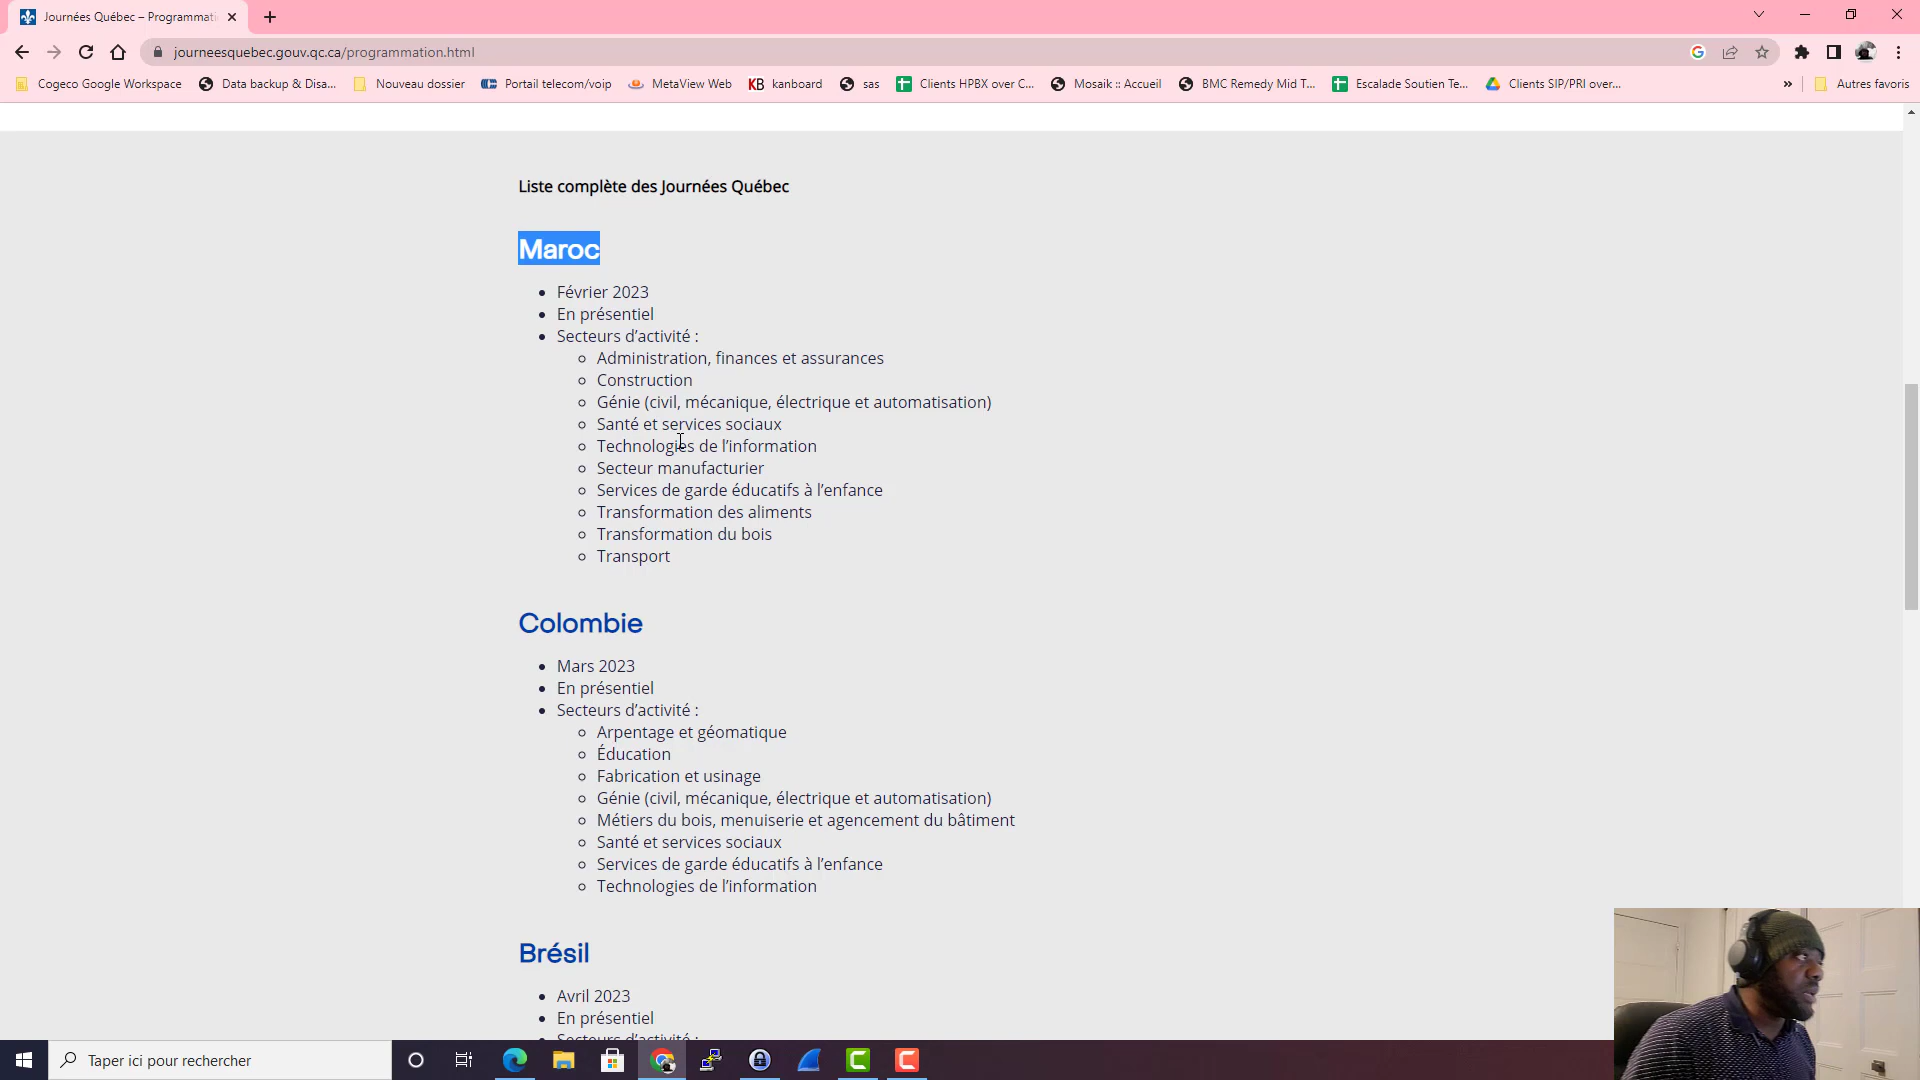 Journées Québec – Programmati
journeesquebec.gouv.qc.ca/programmation.html
Cogeco Google Workspace
Data backup & Disa...
Nouveau dossier
Portail telecom/voip
MetaView Web
KB kanboard
sas
Clients HPBX over C...
Mosaik :: Accueil
BMC Remedy Mid T...
Escalade Soutien Te...
Clients SIP/PRI over...
»
Autres favoris
Liste complète des Journées Québec
Maroc
Février 2023
En présentiel
Secteurs d’activité :
Administration, finances et assurances
Construction
Génie (civil, mécanique, électrique et automatisation)
Santé et services sociaux
Technologies de l’information
Secteur manufacturier
Services de garde éducatifs à l’enfance
Transformation des aliments
Transformation du bois
Transport
Colombie
Mars 2023
En présentiel
Secteurs d’activité :
Arpentage et géomatique
Éducation
Fabrication et usinage
Génie (civil, mécanique, électrique et automatisation)
Métiers du bois, menuiserie et agencement du bâtiment
Santé et services sociaux
Services de garde éducatifs à l’enfance
Technologies de l’information
Brésil
Avril 2023
En présentiel
Secteurs d’activité :
Taper ici pour rechercher